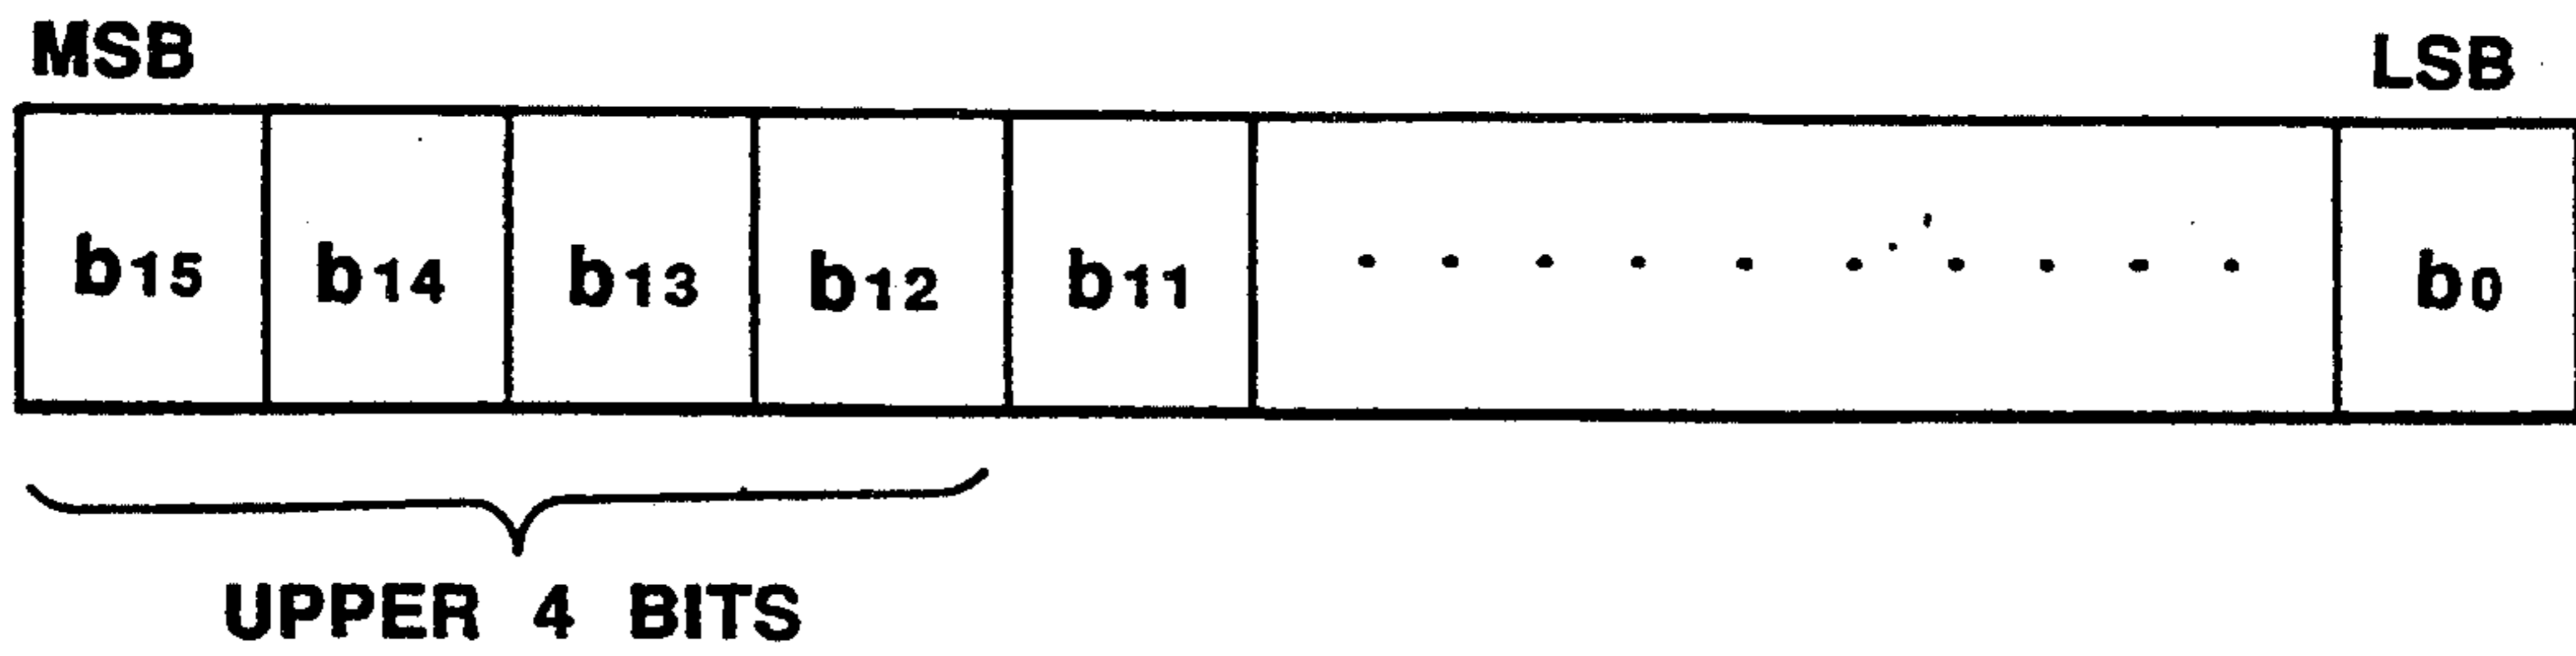 MSB LSB
b15 b14 b13 b12 b11 . . . . . . . . . . b0
UPPER 4 BITS